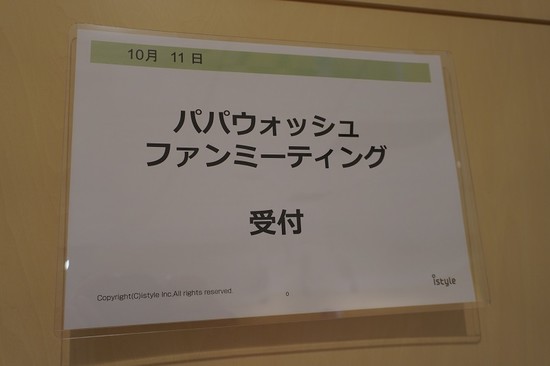 10月 11日
パパウォッシュ
ファンミーティング
受付
Copyright(C)istyle Inc.All rights reserved.
0
istyle